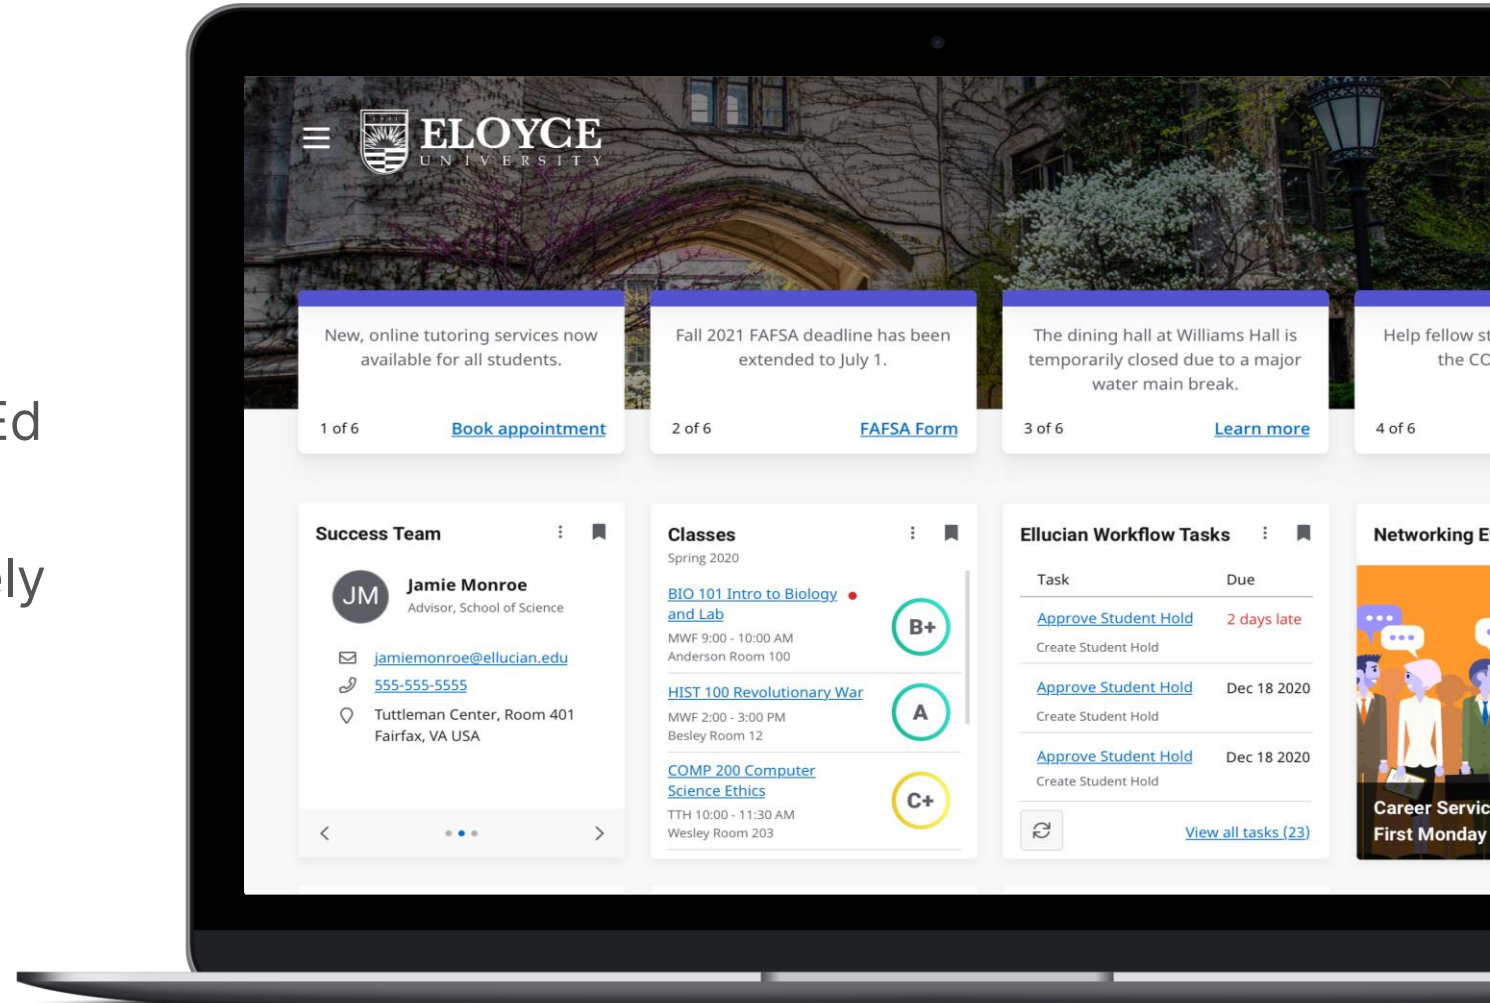 Ed
ely
ELOYCE
UNIVERSITY
New, online tutoring services now
available for all students.
1 of 6
Book appointment
Fall 2021 FAFSA deadline has been
extended to July 1.
2 of 6
FAFSA Form
The dining hall at Williams Hall is
temporarily closed due to a major
water main break.
3 of 6
Learn more
Help fellow st
the CO
4 of 6
Success Team
JM
Jamie Monroe
Advisor, School of Science
jamiemonroe@ellucian.edu
555-555-5555
Tuttleman Center, Room 401
Fairfax, VA USA
Classes
Spring 2020
BIO 101 Intro to Biology
and Lab
MWF 9:00 - 10:00 AM
Anderson Room 100
B+
HIST 100 Revolutionary War
MWF 2:00 - 3:00 PM
Besley Room 12
A
COMP 200 Computer
Science Ethics
TTH 10:00 - 11:30 AM
Wesley Room 203
C+
Ellucian Workflow Tasks
Task Due
Approve Student Hold 2 days late
Create Student Hold
Approve Student Hold Dec 18 2020
Create Student Hold
Approve Student Hold Dec 18 2020
Create Student Hold
View all tasks (23)
Networking E
Career Servic
First Monday